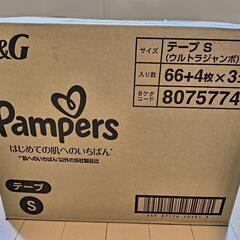 &G
サイズ
テープ S
(ウルトラジャンボ)
入り数
66+4枚×3
8ケタコード
8075774
Pampers
はじめての肌へのいちばん*
*肌へのいちばん以外の当社製品比
テープ
S